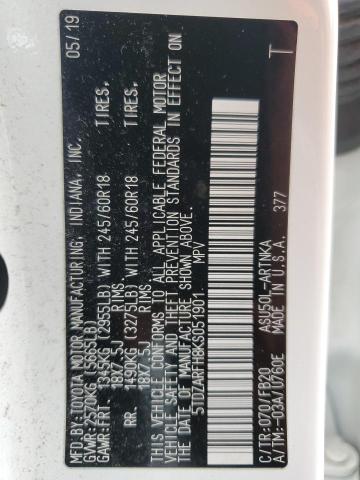 MFD.BY:TOYOTA MOTOR MANUFACTURING, INDIANA, INC. 05/19
GVWR:2570KG(5665LB)
GAWR:FRT. 1345KG(2955LB)WITH 245/60R18 TIRES,
18X7.5J RIMS.
RR. 1490KG(3275LB)WITH 245/60R18 TIRES,
18X7.5J RIMS.
THIS VEHICLE CONFORMS TO ALL APPLICABLE FEDERAL MOTOR
VEHICLE SAFETY AND THEFT PREVENTION STANDARDS IN EFFECT ON
THE DATE OF MANUFACTURE SHOWN ABOVE.
5TDZARFH8KS051901 MPV
C/TR:070/FB20 ASU50L-ARTNKA T
A/TM:-03A/U760E MADE IN U.S.A. 377